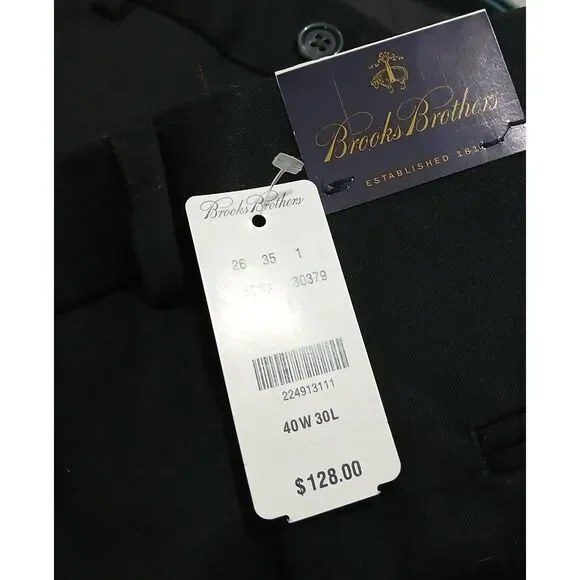 Brooks Brothers
ESTABLISHED 181
Brooks Brothers
26 35 1
30379
224913111
40W 30L
$128.00